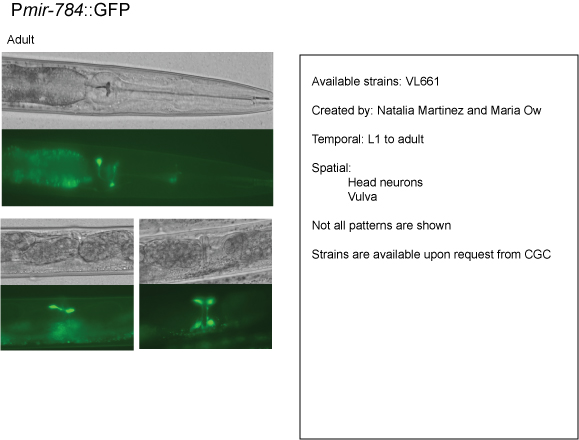 Pmir-784::GFP
Adult
Available strains: VL661
Created by: Natalia Martinez and Maria Ow
Temporal: L1 to adult
Spatial:
Head neurons
Vulva
Not all patterns are shown
Strains are available upon request from CGC